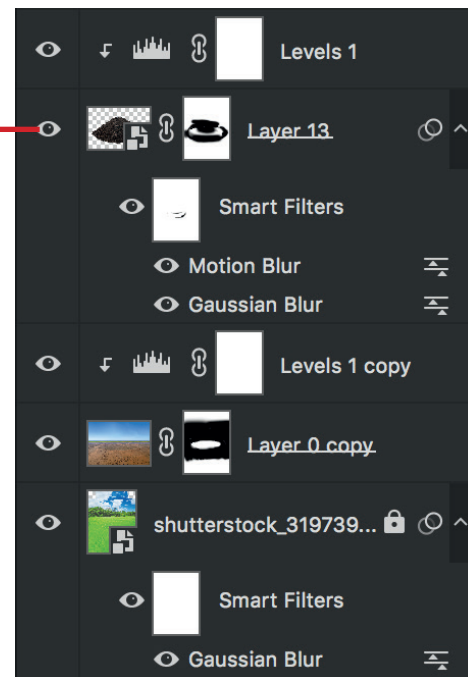 Levels 1
Layer 13
Smart Filters
Motion Blur
Gaussian Blur
Levels 1 copy
Layer 0 copy
shutterstock_319739...
Smart Filters
Gaussian Blur